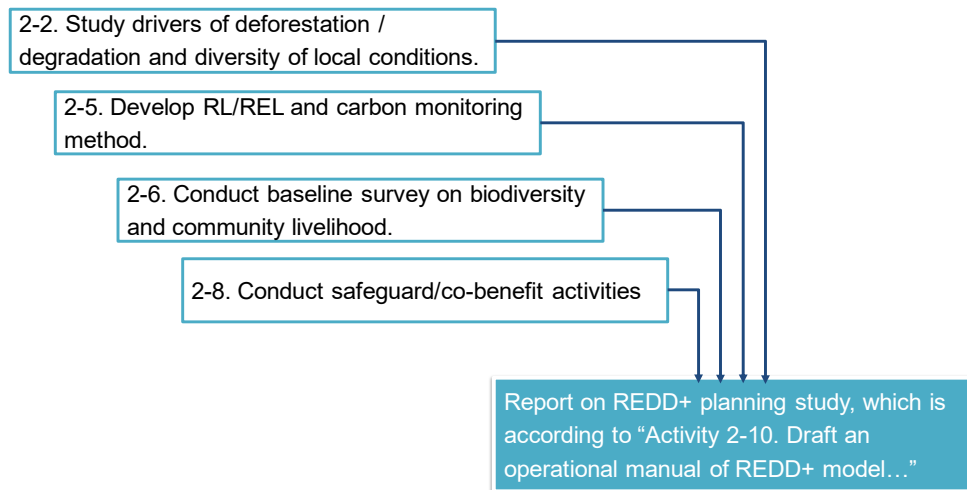 2-2. Study drivers of deforestation /
degradation and diversity of local conditions.
2-5. Develop RL/REL and carbon monitoring
method.
2-6. Conduct baseline survey on biodiversity
and community livelihood.
2-8. Conduct safeguard/co-benefit activities
Report on REDD+ planning study, which is
according to “Activity 2-10. Draft an
operational manual of REDD+ model…”